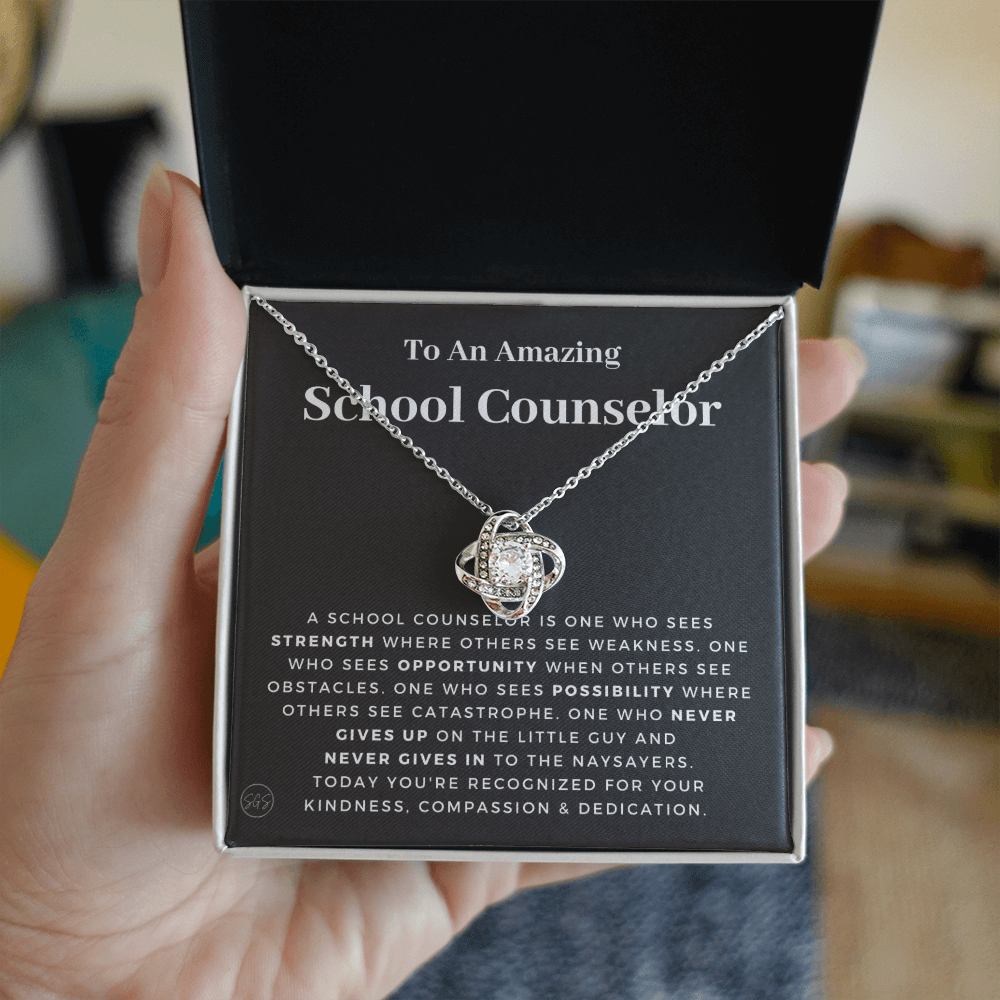 To An Amazing
School Counselor
A SCHOOL COUNSELOR IS ONE WHO SEES
STRENGTH WHERE OTHERS SEE WEAKNESS. ONE
WHO SEES OPPORTUNITY WHEN OTHERS SEE
OBSTACLES. ONE WHO SEES POSSIBILITY WHERE
OTHERS SEE CATASTROPHE. ONE WHO NEVER
GIVES UP ON THE LITTLE GUY AND
NEVER GIVES IN TO THE NAYSAYERS.
TODAY YOU'RE RECOGNIZED FOR YOUR
KINDNESS, COMPASSION & DEDICATION.
SGS